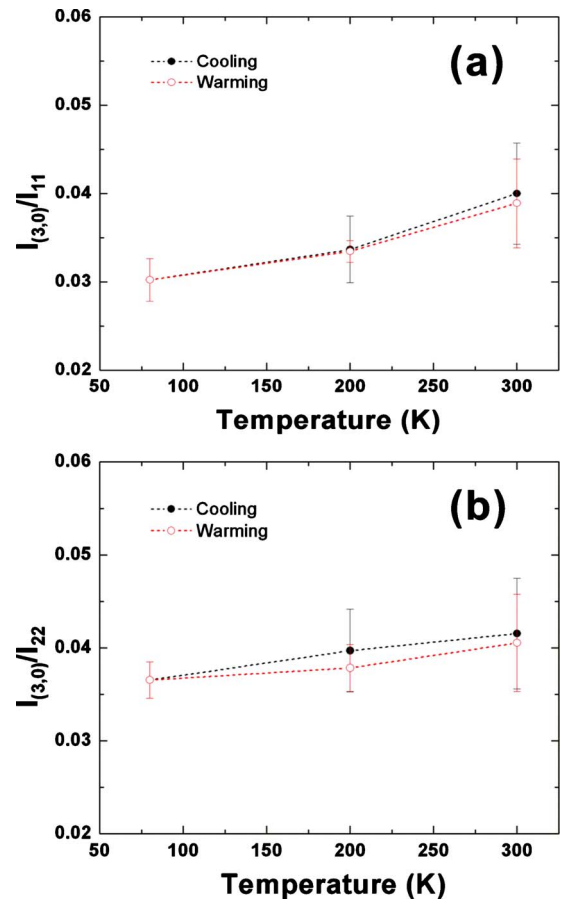 0.06
(a)
Cooling
Warming
0.05
0.04
0.03
0.02
I(3,0)/I11
50 100 150 200 250 300
Temperature (K)
0.06
(b)
Cooling
Warming
0.05
0.04
0.03
0.02
I(3,0)/I22
50 100 150 200 250 300
Temperature (K)